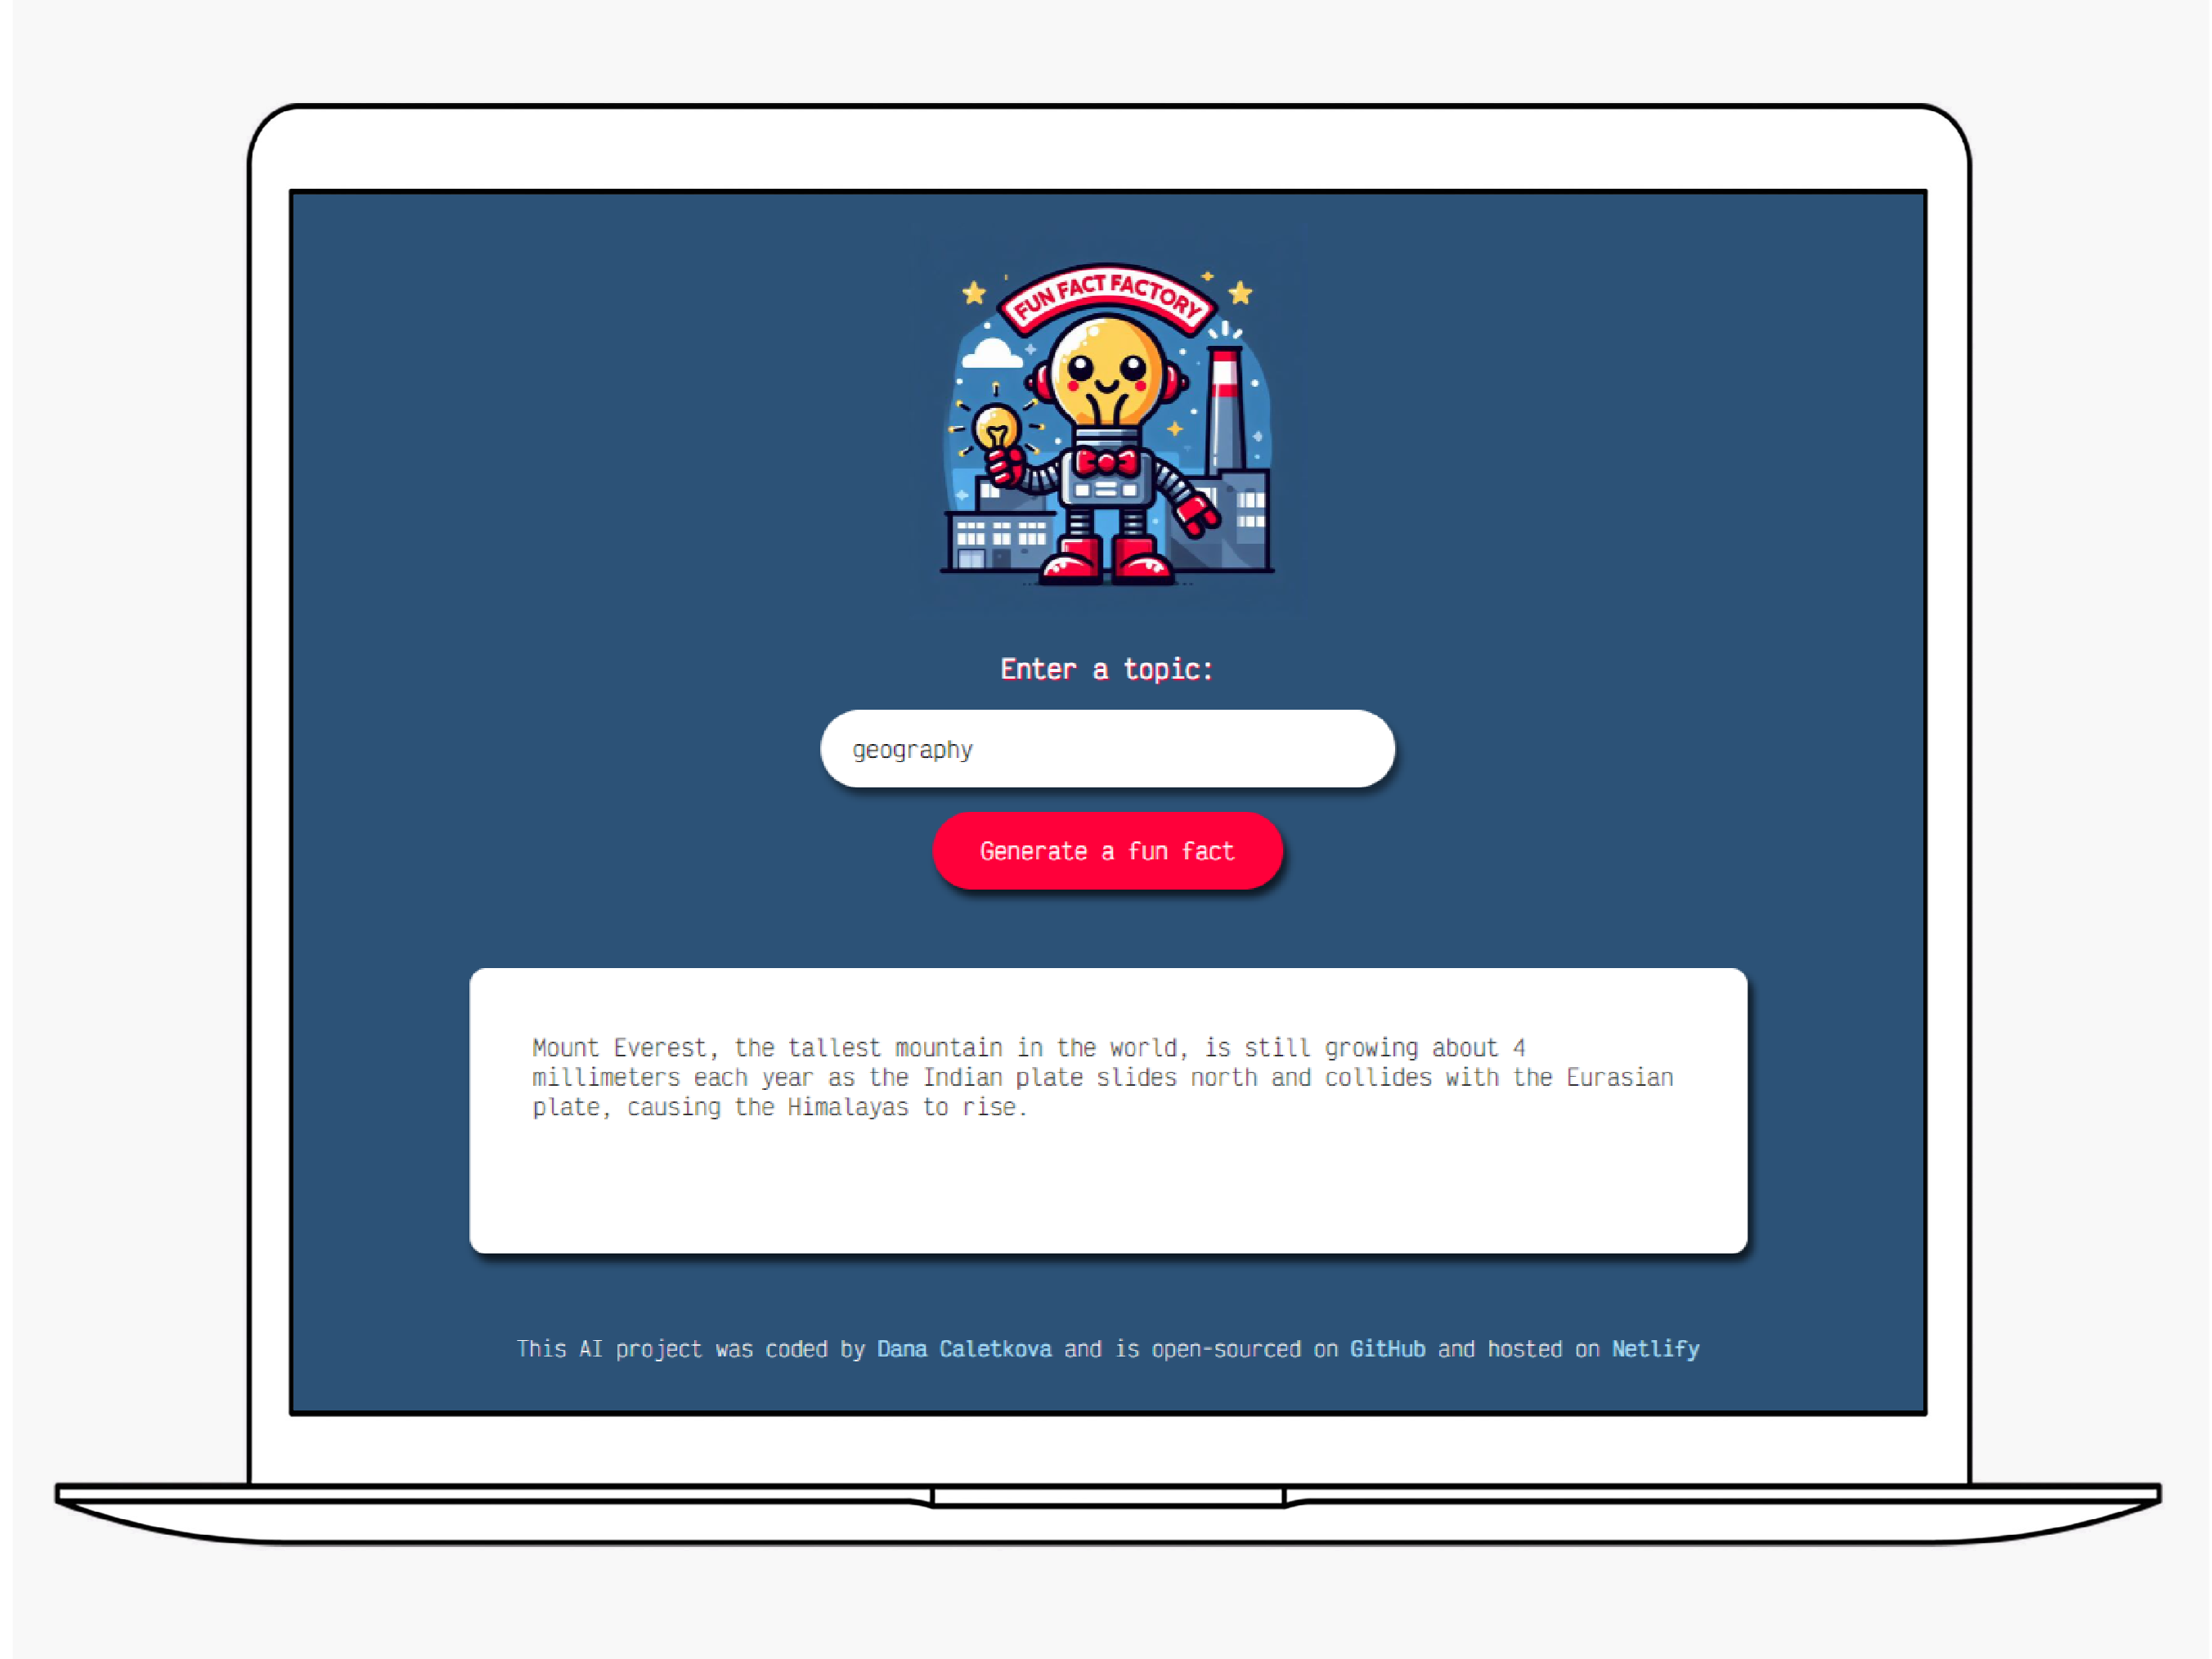 FUN FACT FACTORY
Enter a topic:
geography
Generate a fun fact
Mount Everest, the tallest mountain in the world, is still growing about 4
millimeters each year as the Indian plate slides north and collides with the Eurasian
plate, causing the Himalayas to rise.
This AI project was coded by Dana Caletkova and is open-sourced on GitHub and hosted on Netlify